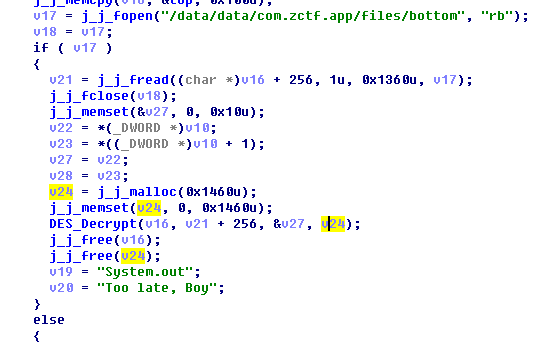 j_j_memcpy(v16, &top, 0x100u);
v17 = j_j_fopen("/data/data/com.zctf.app/files/bottom", "rb");
v18 = v17;
if ( v17 )
{
v21 = j_j_fread((char *)v16 + 256, 1u, 0x1360u, v17);
j_j_fclose(v18);
j_j_memset(&v27, 0, 0x10u);
v22 = *(_DWORD *)v10;
v23 = *((_DWORD *)v10 + 1);
v27 = v22;
v28 = v23;
v24 = j_j_malloc(0x1460u);
j_j_memset(v24, 0, 0x1460u);
DES_Decrypt(v16, v21 + 256, &v27, v24);
j_j_free(v16);
j_j_free(v24);
v19 = "System.out";
v20 = "Too late, Boy";
}
else
{